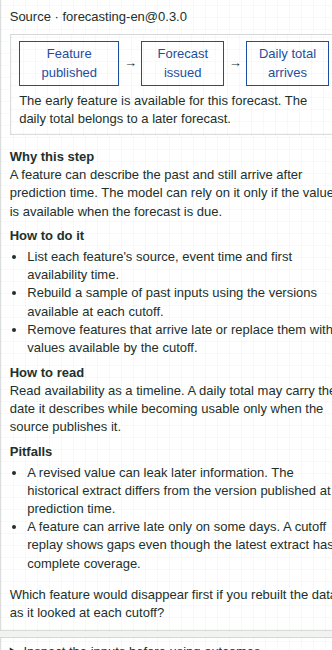 Source · forecasting-en@0.3.0
Feature published → Forecast issued → Daily total arrives
The early feature is available for this forecast. The
daily total belongs to a later forecast.
Why this step
A feature can describe the past and still arrive after
prediction time. The model can rely on it only if the value
is available when the forecast is due.
How to do it
• List each feature's source, event time and first
availability time.
• Rebuild a sample of past inputs using the versions
available at each cutoff.
• Remove features that arrive late or replace them with
values available by the cutoff.
How to read
Read availability as a timeline. A daily total may carry the
date it describes while becoming usable only when the
source publishes it.
Pitfalls
• A revised value can leak later information. The
historical extract differs from the version published at
prediction time.
• A feature can arrive late only on some days. A cutoff
replay shows gaps even though the latest extract has
complete coverage.
Which feature would disappear first if you rebuilt the data
as it looked at each cutoff?